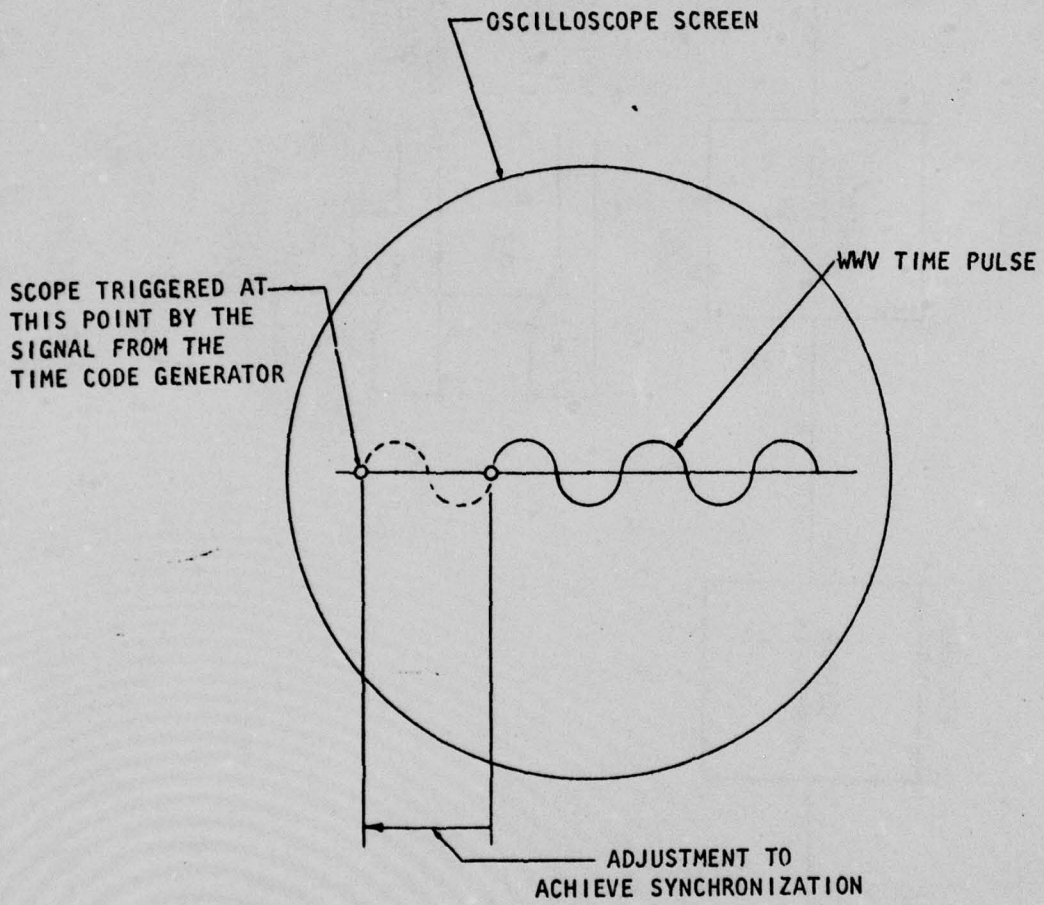 OSCILLOSCOPE SCREEN
WWV TIME PULSE
SCOPE TRIGGERED AT
THIS POINT BY THE
SIGNAL FROM THE
TIME CODE GENERATOR
ADJUSTMENT TO
ACHIEVE SYNCHRONIZATION